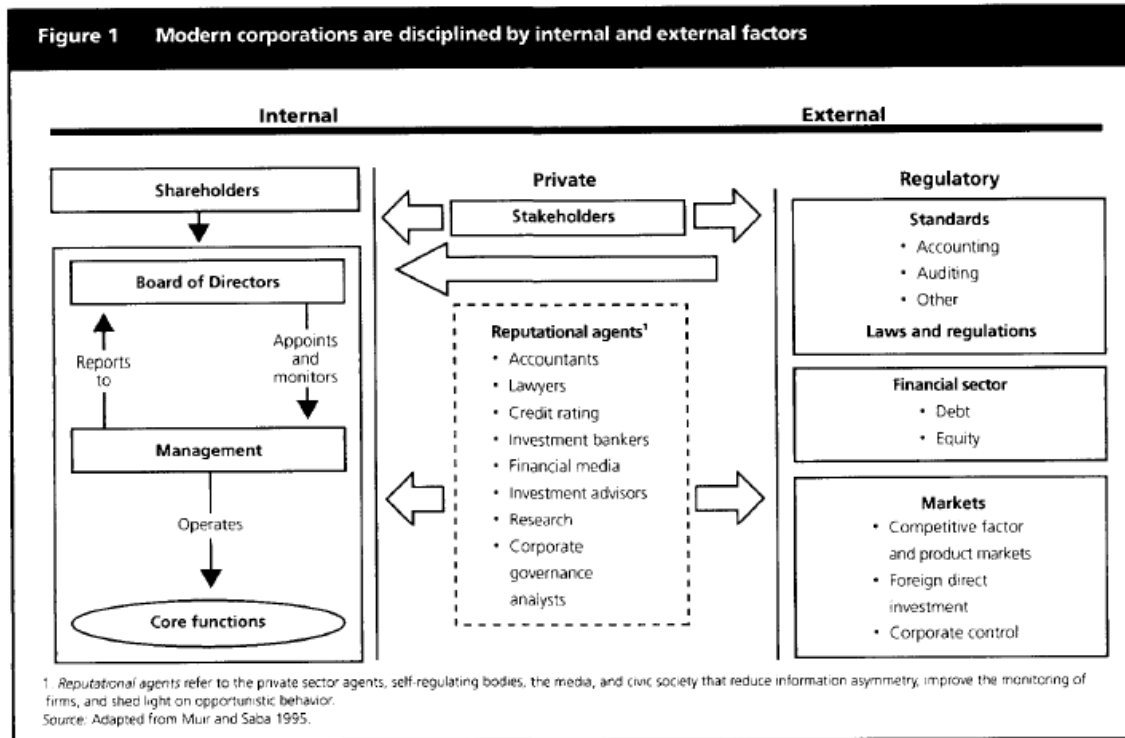 Figure 1 Modern corporations are disciplined by internal and external factors
Internal
External
Shareholders
Board of Directors
Reports
to
Appoints
and
monitors
Management
Operates
Core functions
Private
Stakeholders
Reputational agents¹
• Accountants
• Lawyers
• Credit rating
• Investment bankers
• Financial media
• Investment advisors
• Research
• Corporate
governance
analysts
Regulatory
Standards
• Accounting
• Auditing
• Other
Laws and regulations
Financial sector
• Debt
• Equity
Markets
• Competitive factor
and product markets
• Foreign direct
investment
• Corporate control
1. Reputational agents refer to the private sector agents, self-regulating bodies, the media, and civic society that reduce information asymmetry, improve the monitoring of
firms, and shed light on opportunistic behavior.
Source: Adapted from Muir and Saba 1995.